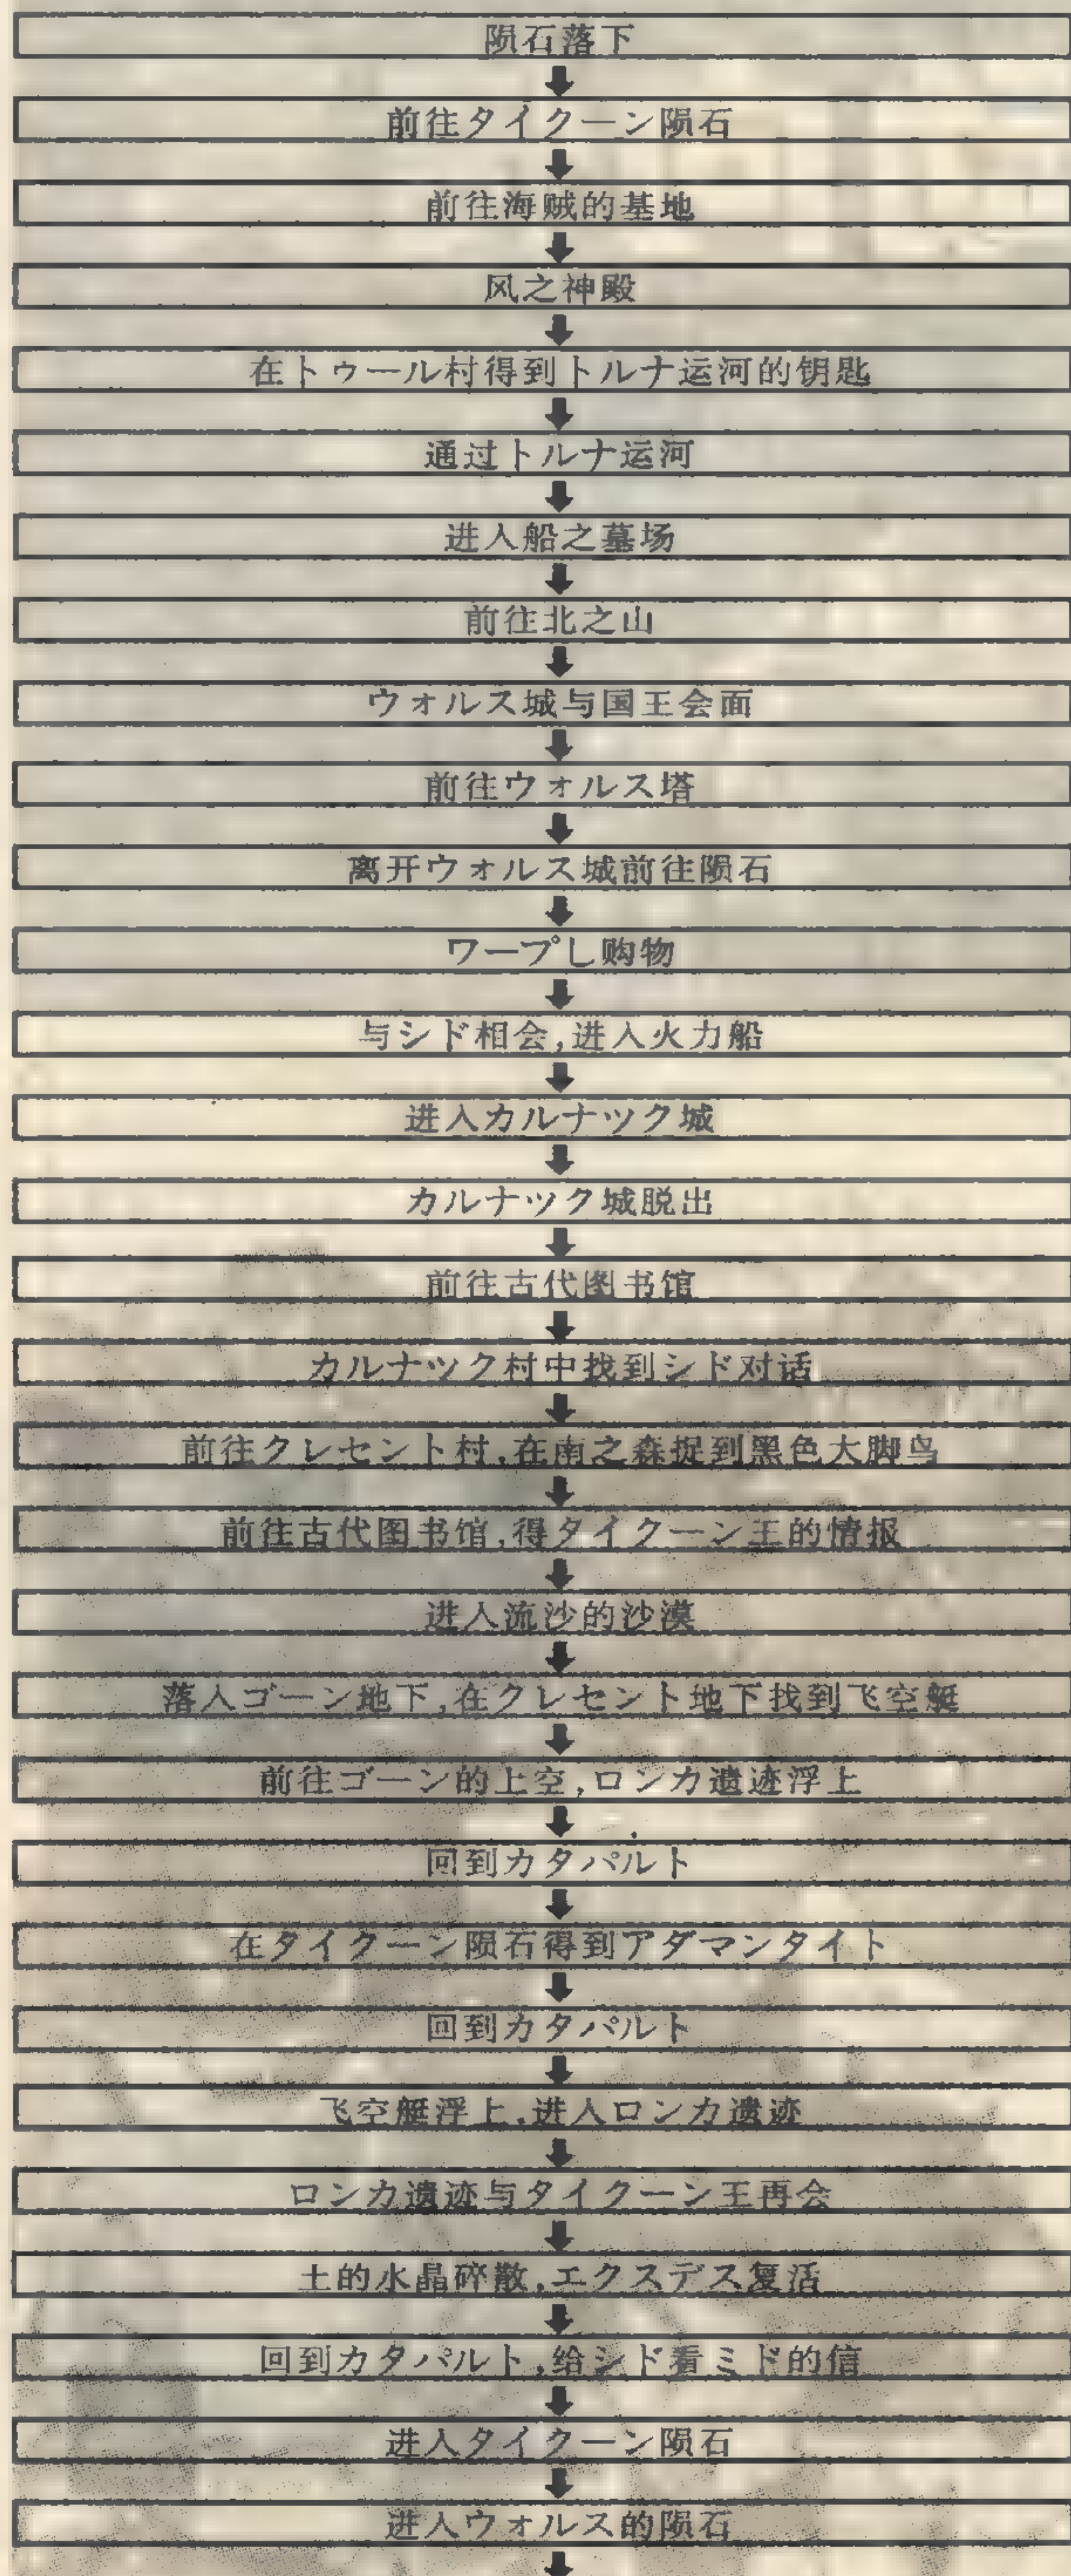 陨石落下
前往タイクーン陨石
前往海贼的基地
风之神殿
在トゥール村得到トルナ运河的钥匙
通过トルナ运河
进入船之墓场
前往北之山
ウォルス城与国王会面
前往ウォルス塔
离开ウォルス城前往陨石
ワープし购物
与シド相会,进入火力船
进入カルナック城
カルナック城脱出
前往古代图书馆
カルナック村中找到シド对话
前往クレセント村,在南之森捉到黑色大脚鸟
前往古代图书馆,得タイクーン王的情报
进入流沙的沙漠
落入ゴーン地下,在クレセント地下找到飞空艇
前往ゴーン的上空,ロンカ遗迹浮上
回到カタパルト
在タイクーン陨石得到アダマンタイト
回到カタパルト
飞空艇浮上,进入ロンカ遗迹
ロンカ遗迹与タイクーン王再会
土的水晶碎散,エクスデス复活
回到カタパルト,给シド看ミド的信
进入タイクーン陨石
进入ウォルス的陨石